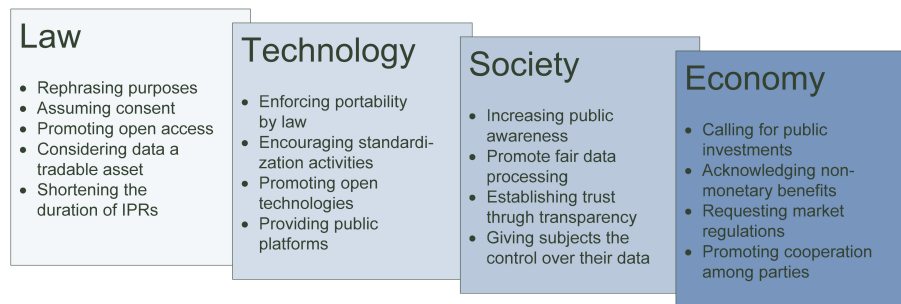 Law
• Rephrasing purposes
• Assuming consent
• Promoting open access
• Considering data a
tradable asset
• Shortening the
duration of IPRs
Technology
• Enforcing portability
by law
• Encouraging standardi-
zation activities
• Promoting open
technologies
• Providing public
platforms
Society
• Increasing public
awareness
• Promote fair data
processing
• Establishing trust
thrugh transparency
• Giving subjects the
control over their data
Economy
• Calling for public
investments
• Acknowledging non-
monetary benefits
• Requesting market
regulations
• Promoting cooperation
among parties